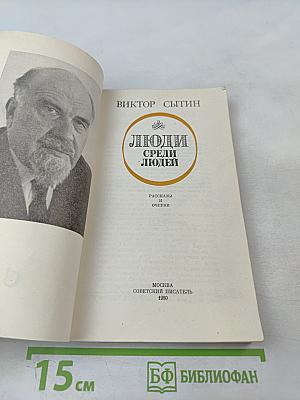 ВИКТОР СЫТИН
ЛЮДИ
СРЕДИ
ЛЮДЕЙ
РАССКАЗЫ
И
ОЧЕРКИ
МОСКВА
СОВЕТСКИЙ ПИСАТЕЛЬ
1980
15 см
БФ БИБЛИОФАН